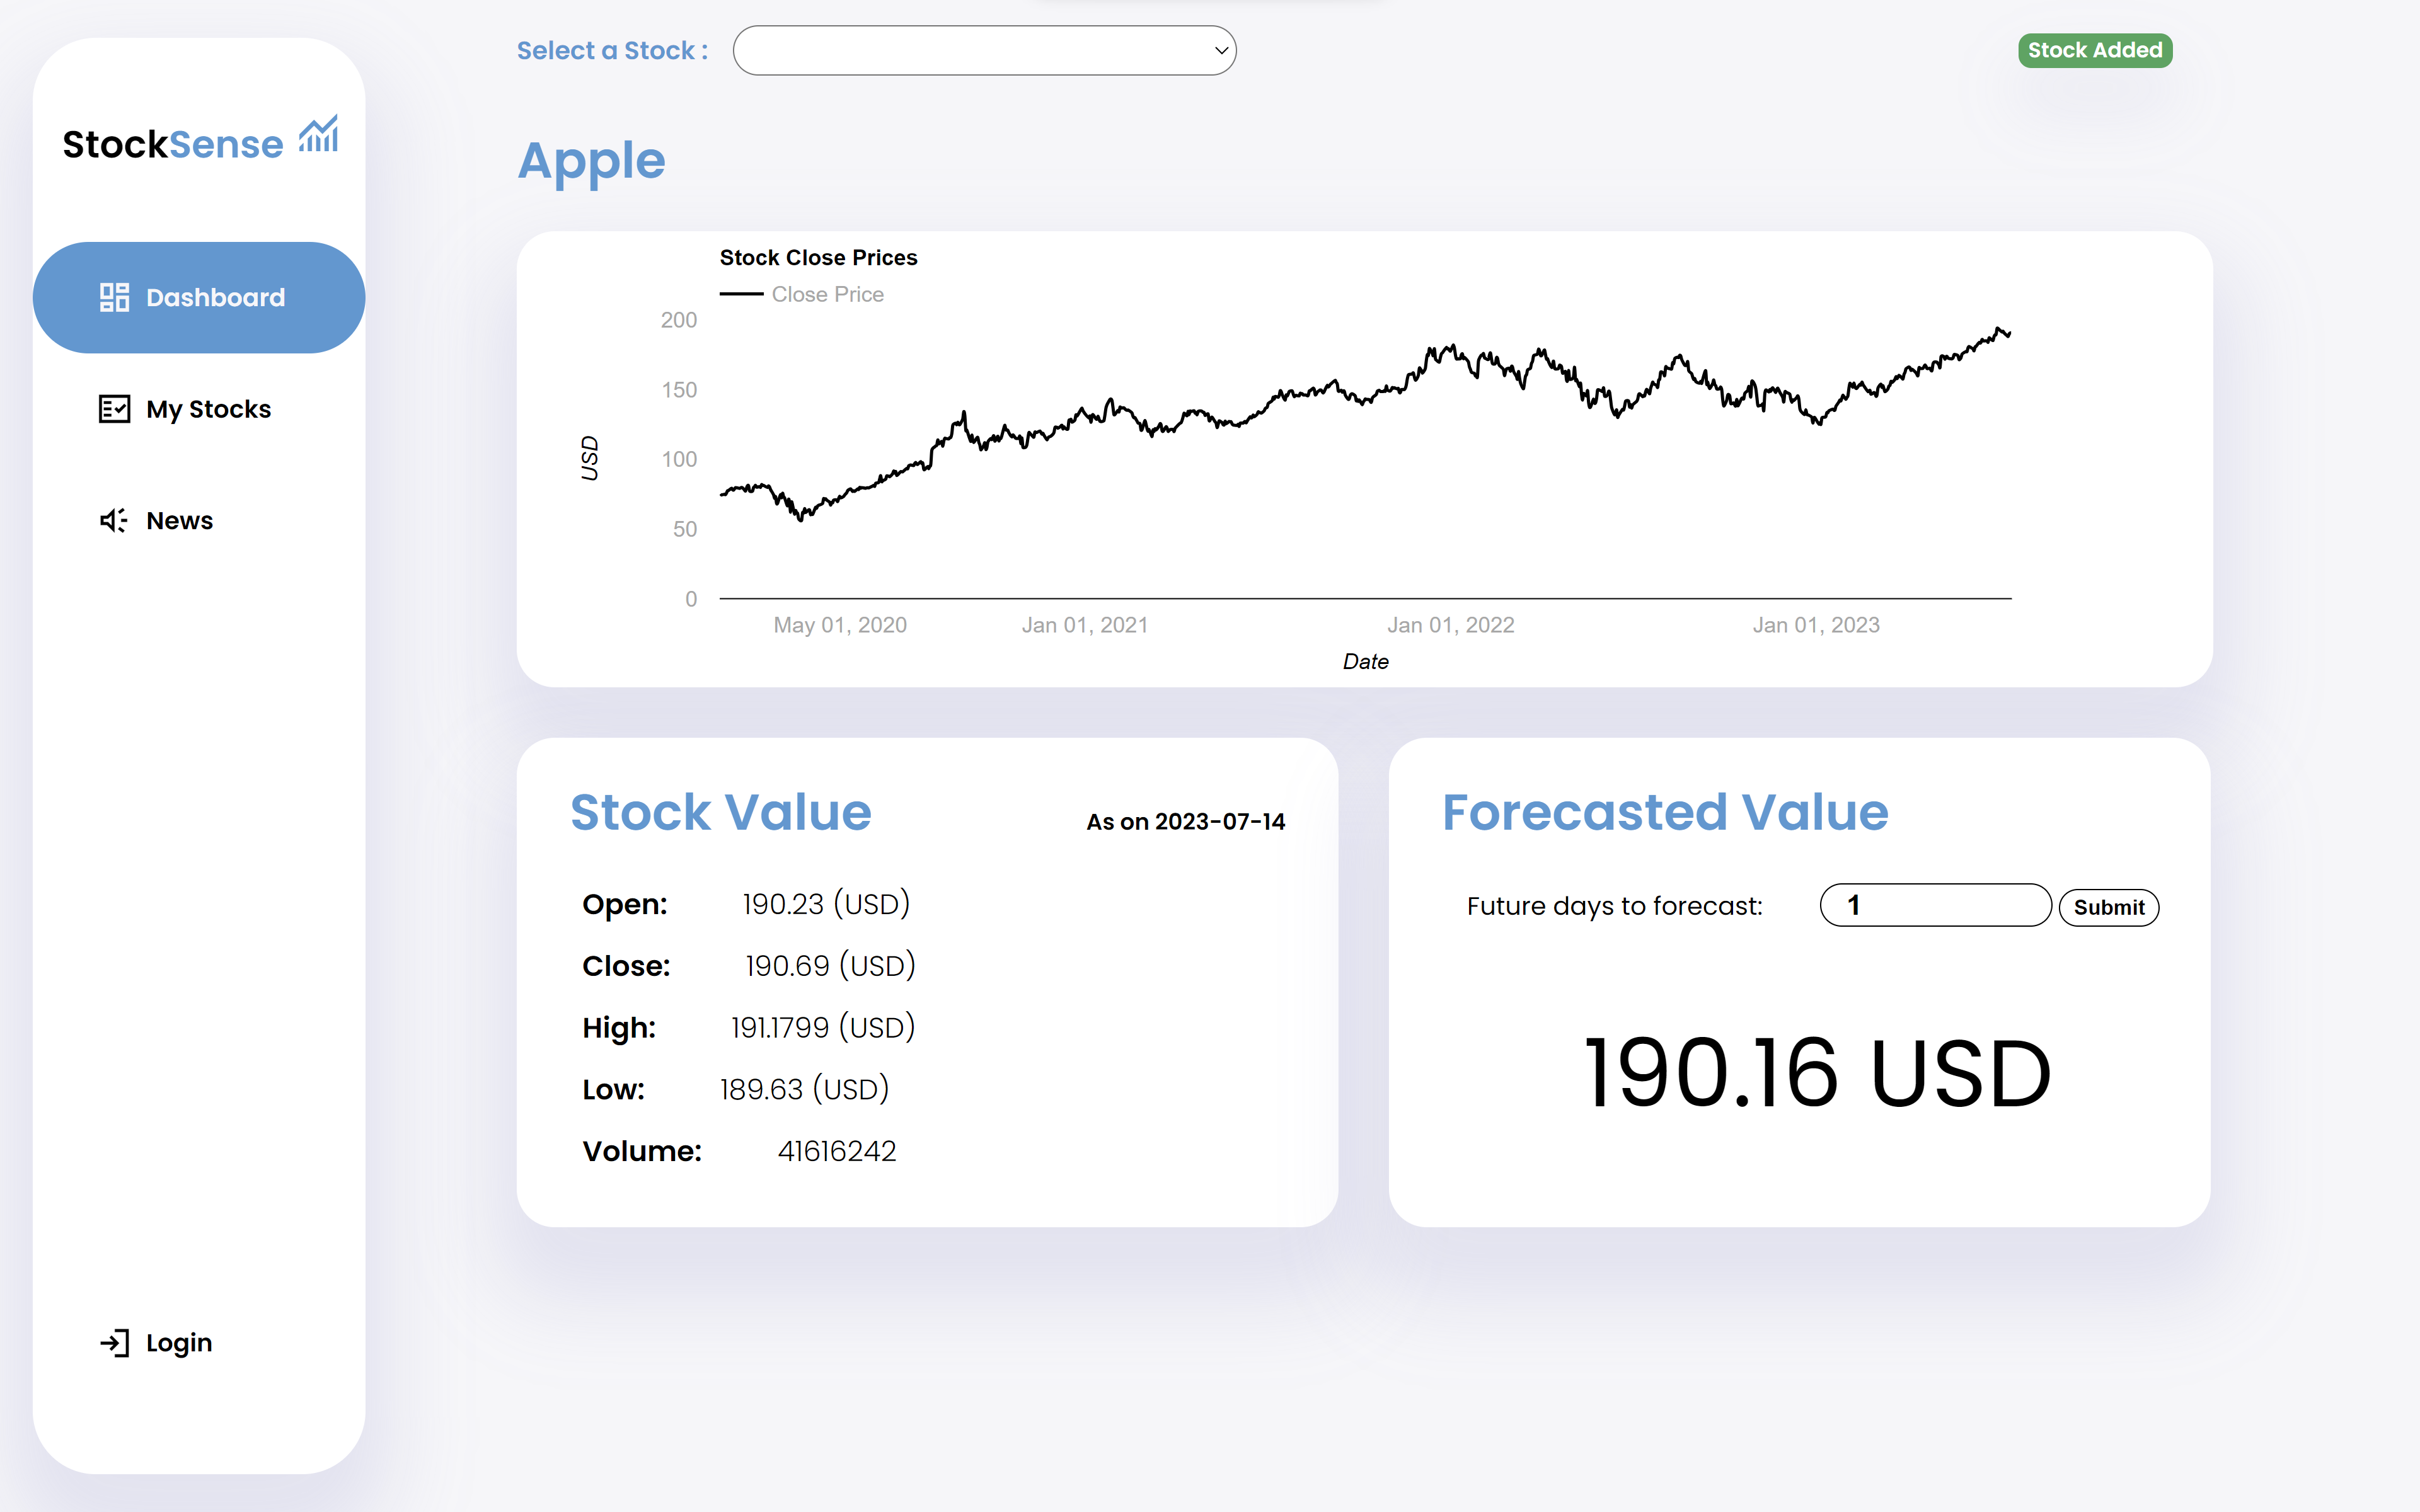 Select a Stock :
Stock Added
StockSense
Dashboard
My Stocks
News
Login
Apple
Stock Close Prices
Close Price
200
150
100
50
0
USD
May 01, 2020
Jan 01, 2021
Jan 01, 2022
Jan 01, 2023
Date
Stock Value
As on 2023-07-14
Open: 190.23 (USD)
Close: 190.69 (USD)
High: 191.1799 (USD)
Low: 189.63 (USD)
Volume: 41616242
Forecasted Value
Future days to forecast: 1 Submit
190.16 USD